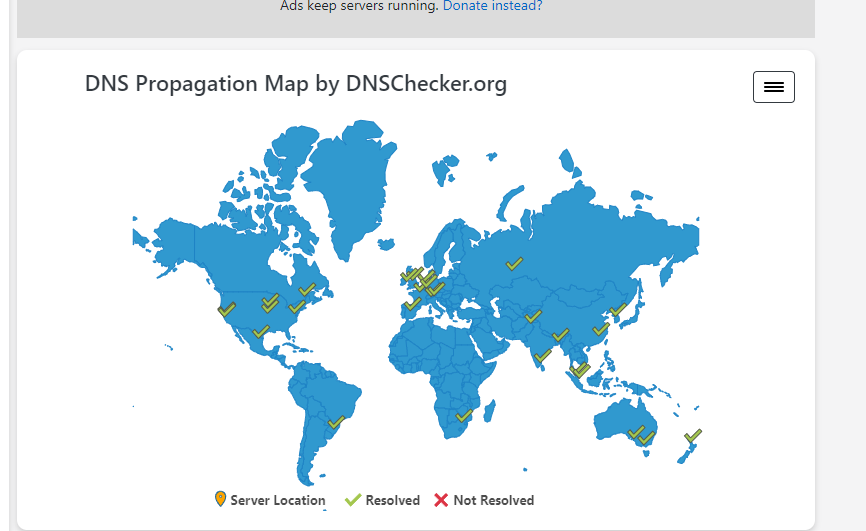 Ads keep servers running. Donate instead?
DNS Propagation Map by DNSChecker.org
Server Location Resolved Not Resolved